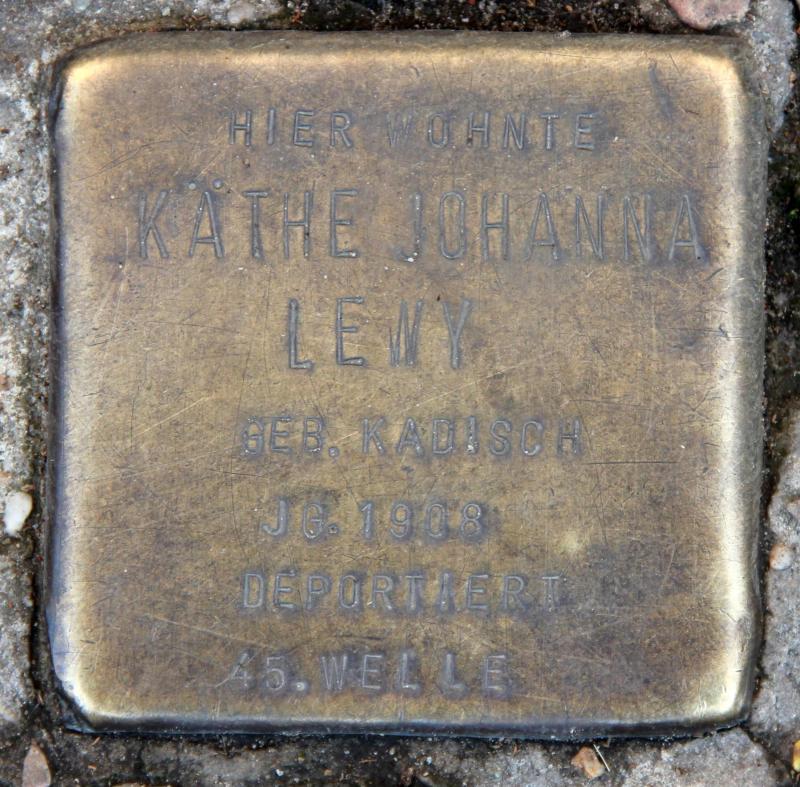 HIER WOHNTE
KÄTHE JOHANNA
LEWY
GEB. KADISCH
JG. 1908
DEPORTIERT
45. WELLE